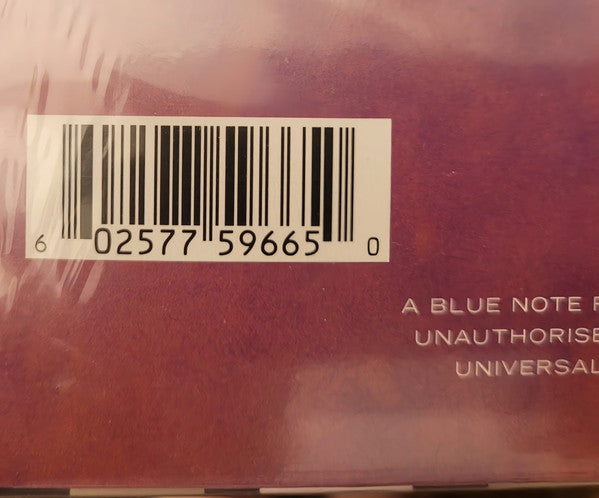 6 02577 59665 0
A BLUE NOTE
UNAUTHORISE
UNIVERSAL